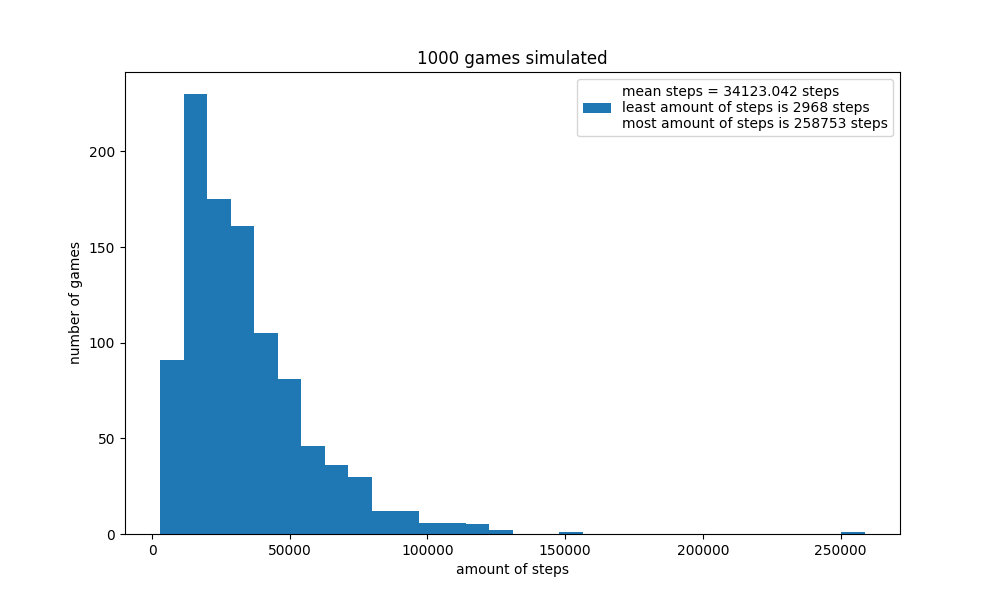 1000 games simulated
mean steps = 34123.042 steps
least amount of steps is 2968 steps
most amount of steps is 258753 steps
200
150
100
50
0
number of games
0 50000 100000 150000 200000 250000
amount of steps